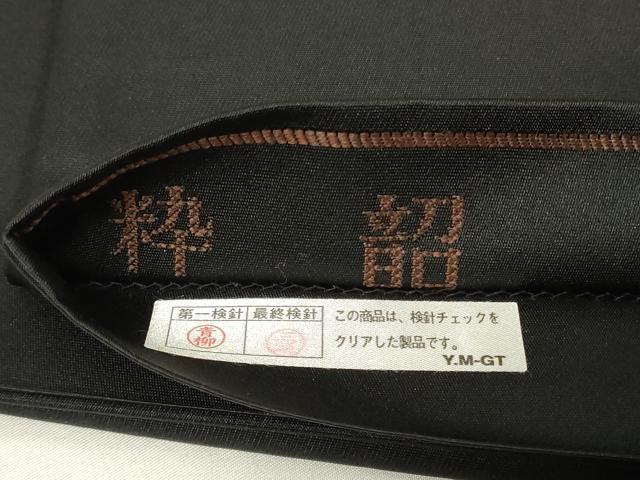 粋 韶
第一検針 最終検針
青柳
この商品は、検針チェックを
クリアした製品です。
Y.M-GT